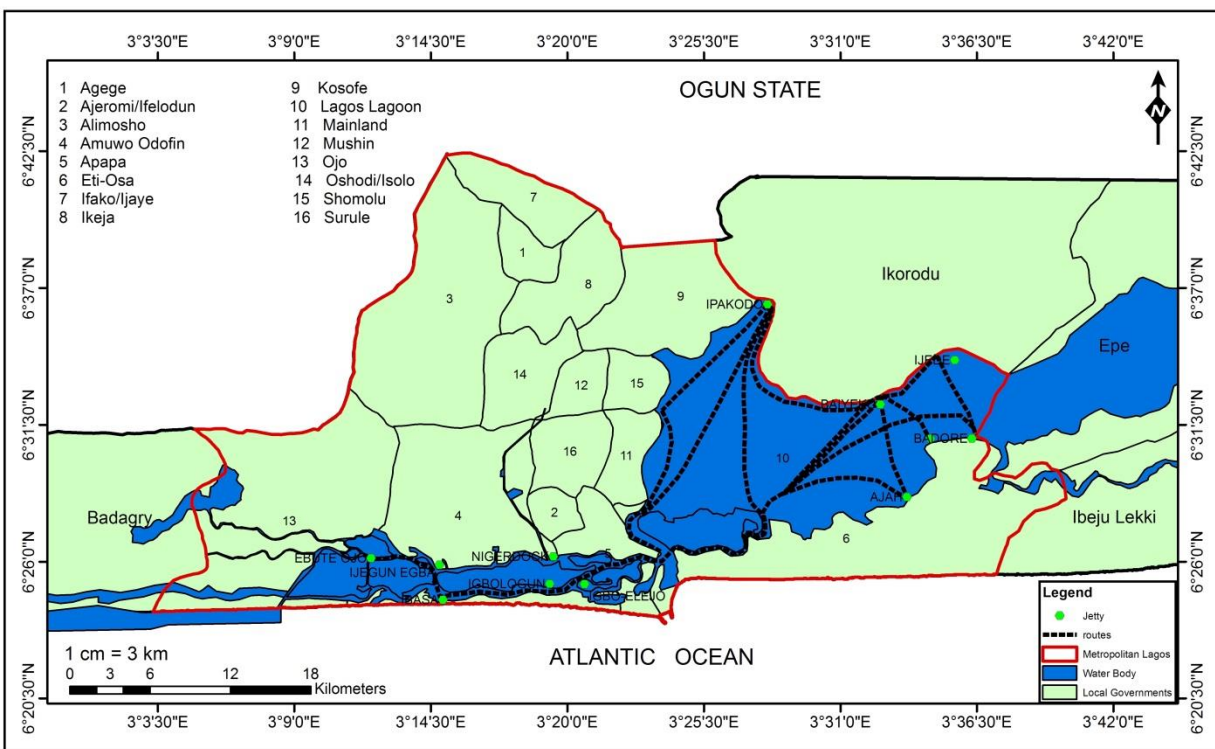 3°3'30"E 3°9'0"E 3°14'30"E 3°20'0"E 3°25'30"E 3°31'0"E 3°36'30"E 3°42'0"E
1 Agege
2 Ajeromi/Ifelodun
3 Alimosho
4 Amuwo Odofin
5 Apapa
6 Eti-Osa
7 Ifako/Ijaye
8 Ikeja
9 Kosofe
10 Lagos Lagoon
11 Mainland
12 Mushin
13 Ojo
14 Oshodi/Isolo
15 Shomolu
16 Surule
OGUN STATE
N
6°42'30"N 6°42'30"N
7
1
8
3
9
Ikorodu
6°37'0"N 6°37'0"N
Epe
14
12
15
6°31'30"N 6°31'30"N
BADORE
16
11
10
Badagry
13
4
2
6
Ibeju Lekki
5
EBUTE OJO
IJEGUN EGBA
NIGERDOCK
IGBOLOGUN
6°26'0"N 6°26'0"N
1 cm = 3 km
0 3 6 12 18
Kilometers
ATLANTIC OCEAN
Legend
Jetty
routes
Metropolitan Lagos
Water Body
Local Governments
6°20'30"N 6°20'30"N
3°3'30"E 3°9'0"E 3°14'30"E 3°20'0"E 3°25'30"E 3°31'0"E 3°36'30"E 3°42'0"E